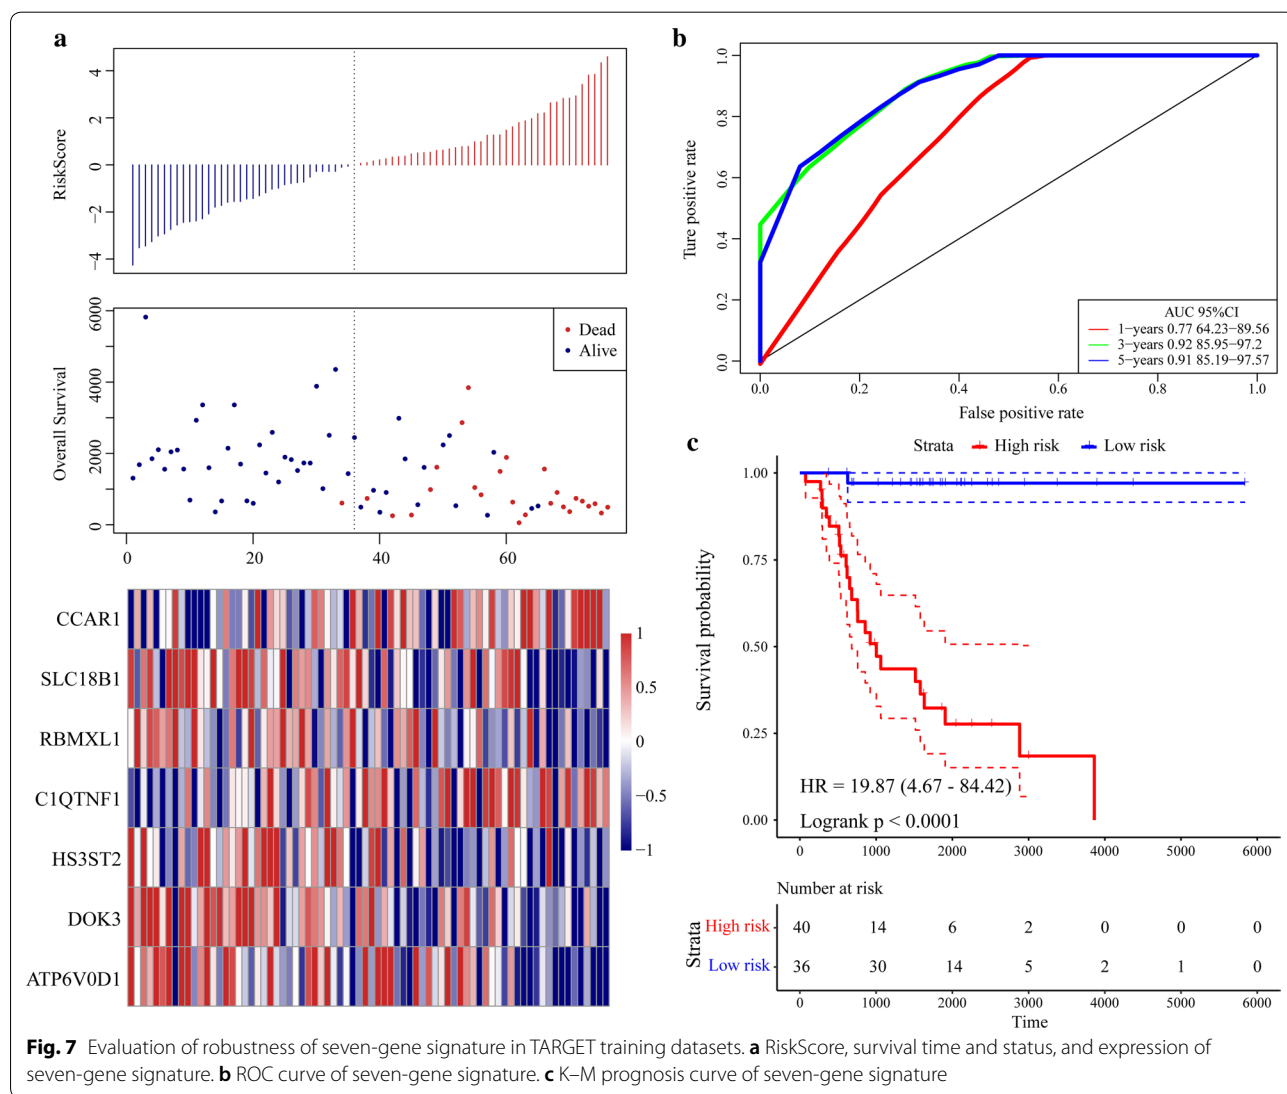 a
RiskScore
4
2
0
−2
−4
Overall Survival
6000
4000
2000
0
Dead
Alive
0 20 40 60
CCAR1
SLC18B1
RBMXL1
C1QTNF1
HS3ST2
DOK3
ATP6V0D1
1
0.5
0
−0.5
−1
b
Ture positive rate
1.0
0.8
0.6
0.4
0.2
0.0
AUC 95%CI
1−years 0.77 64.23−89.56
3−years 0.92 85.95−97.2
5−years 0.91 85.19−97.57
0.0 0.2 0.4 0.6 0.8 1.0
False positive rate
c
Strata High risk Low risk
Survival probability
1.00
0.75
0.50
0.25
0.00
HR = 19.87 (4.67 - 84.42)
Logrank p < 0.0001
0 1000 2000 3000 4000 5000 6000
Number at risk
Strata
High risk 40 14 6 2 0 0 0
Low risk 36 30 14 5 2 1 0
0 1000 2000 3000 4000 5000 6000
Time
Fig. 7 Evaluation of robustness of seven-gene signature in TARGET training datasets. a RiskScore, survival time and status, and expression of
seven-gene signature. b ROC curve of seven-gene signature. c K–M prognosis curve of seven-gene signature